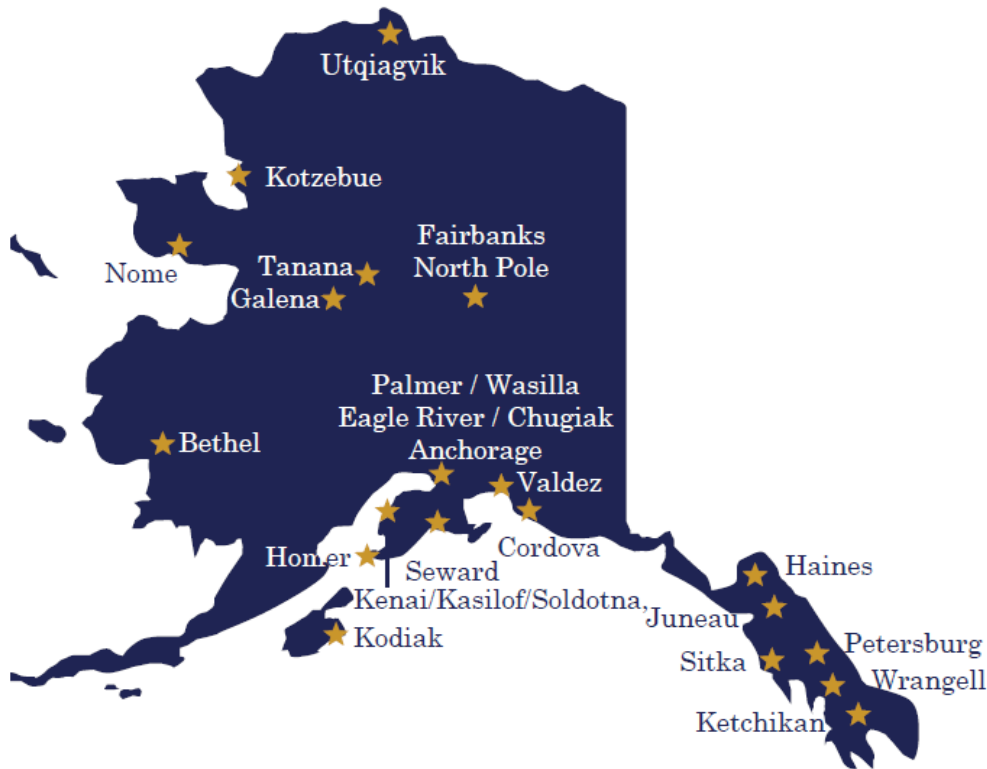 Utqiagvik
Kotzebue
Fairbanks
North Pole
Nome
Tanana
Galena
Palmer / Wasilla
Eagle River / Chugiak
Anchorage
Bethel
Valdez
Cordova
Homer
Seward
Kenai/Kasilof/Soldotna,
Kodiak
Haines
Juneau
Petersburg
Sitka
Wrangell
Ketchikan